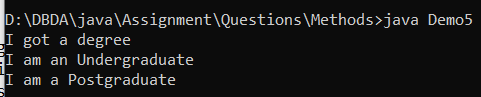 D:\DBDA\java\Assignment\Questions\Methods>java Demo5
I got a degree
I am an Undergraduate
I am a Postgraduate